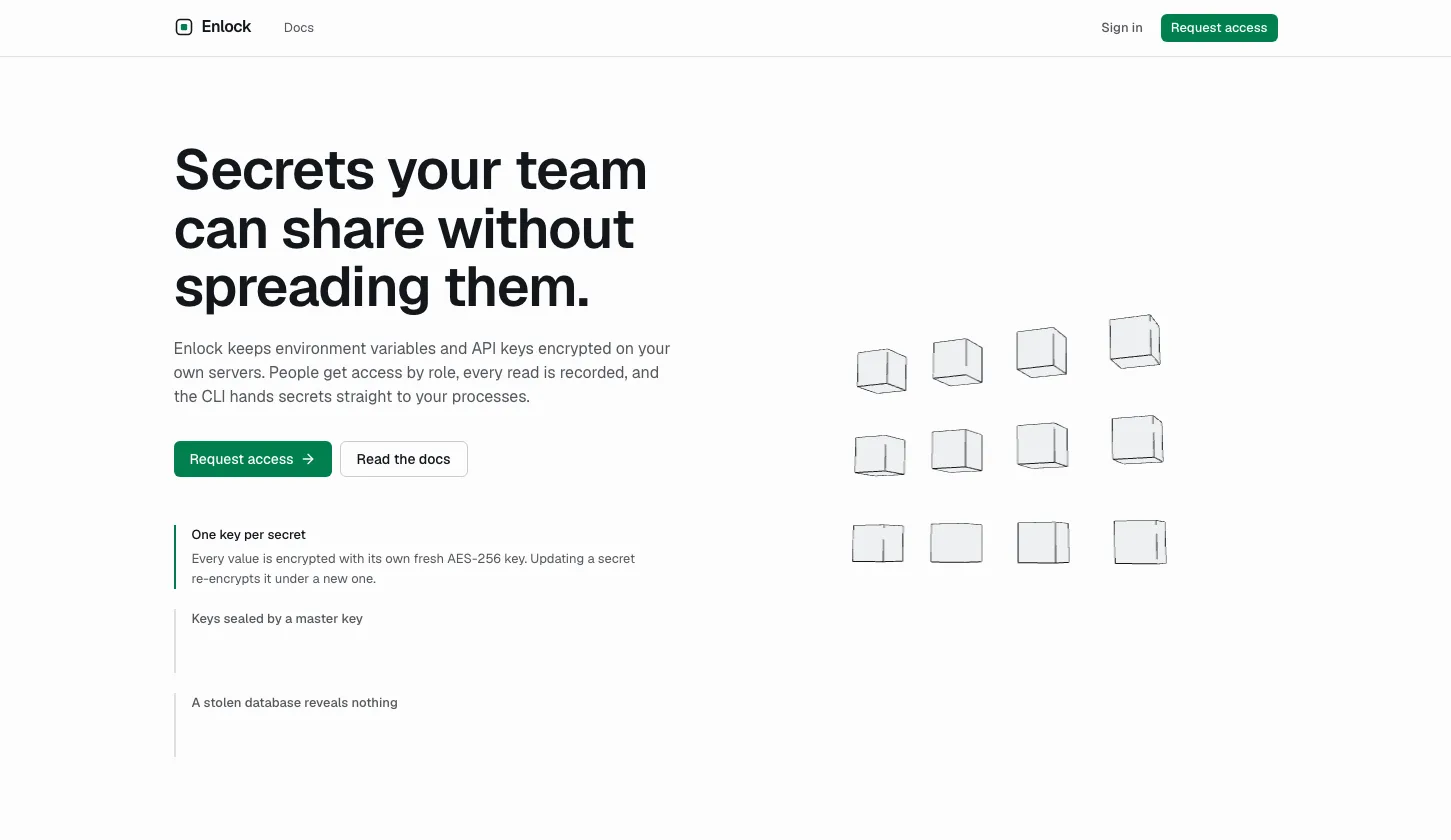 Enlock
Docs
Sign in
Request access
Secrets your team
can share without
spreading them.
Enlock keeps environment variables and API keys encrypted on your
own servers. People get access by role, every read is recorded, and
the CLI hands secrets straight to your processes.
Request access →
Read the docs
One key per secret
Every value is encrypted with its own fresh AES-256 key. Updating a secret
re-encrypts it under a new one.
Keys sealed by a master key
A stolen database reveals nothing